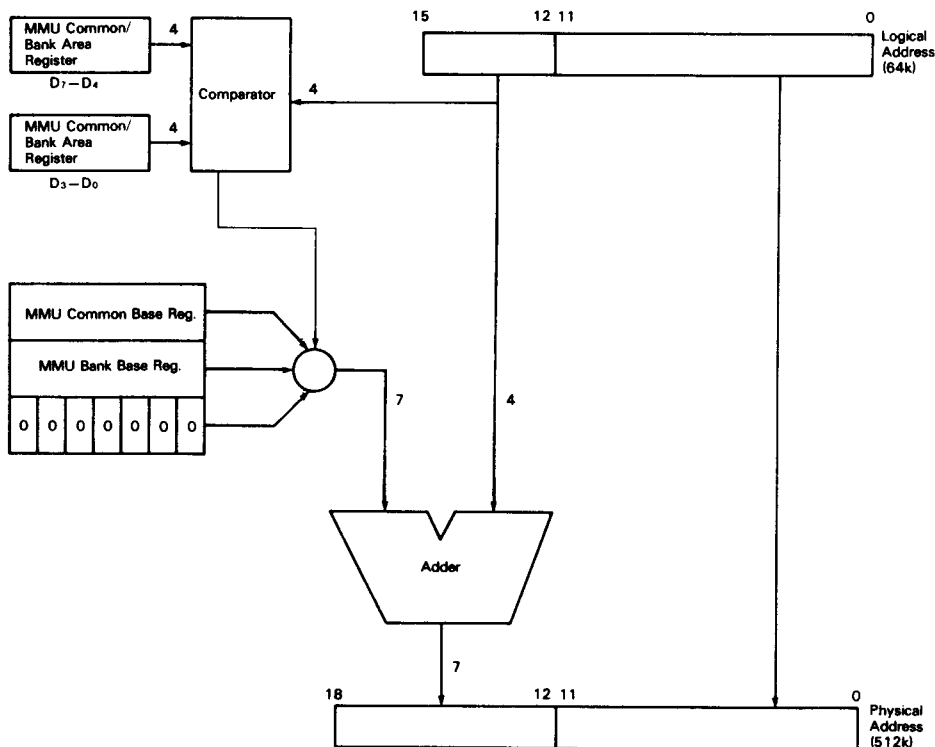 MMU Common/
Bank Area
Register
D₇–D₄
4
MMU Common/
Bank Area
Register
D₃–D₀
4
Comparator
4
15 12 11 0
Logical
Address
(64k)
MMU Common Base Reg.
MMU Bank Base Reg.
0 0 0 0 0 0 0
7
4
Adder
7
18 12 11 0
Physical
Address
(512k)